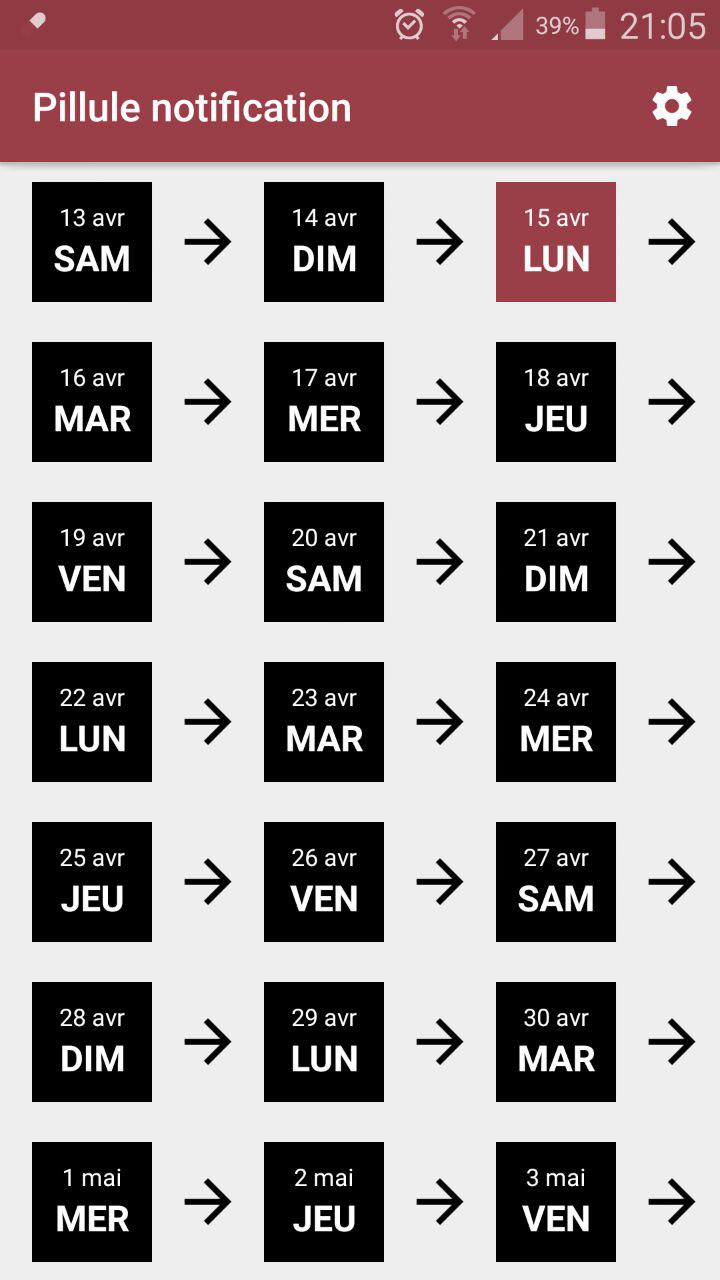 39% 21:05
Pillule notification
13 avr 14 avr 15 avr
SAM DIM LUN
16 avr 17 avr 18 avr
MAR MER JEU
19 avr 20 avr 21 avr
VEN SAM DIM
22 avr 23 avr 24 avr
LUN MAR MER
25 avr 26 avr 27 avr
JEU VEN SAM
28 avr 29 avr 30 avr
DIM LUN MAR
1 mai 2 mai 3 mai
MER JEU VEN